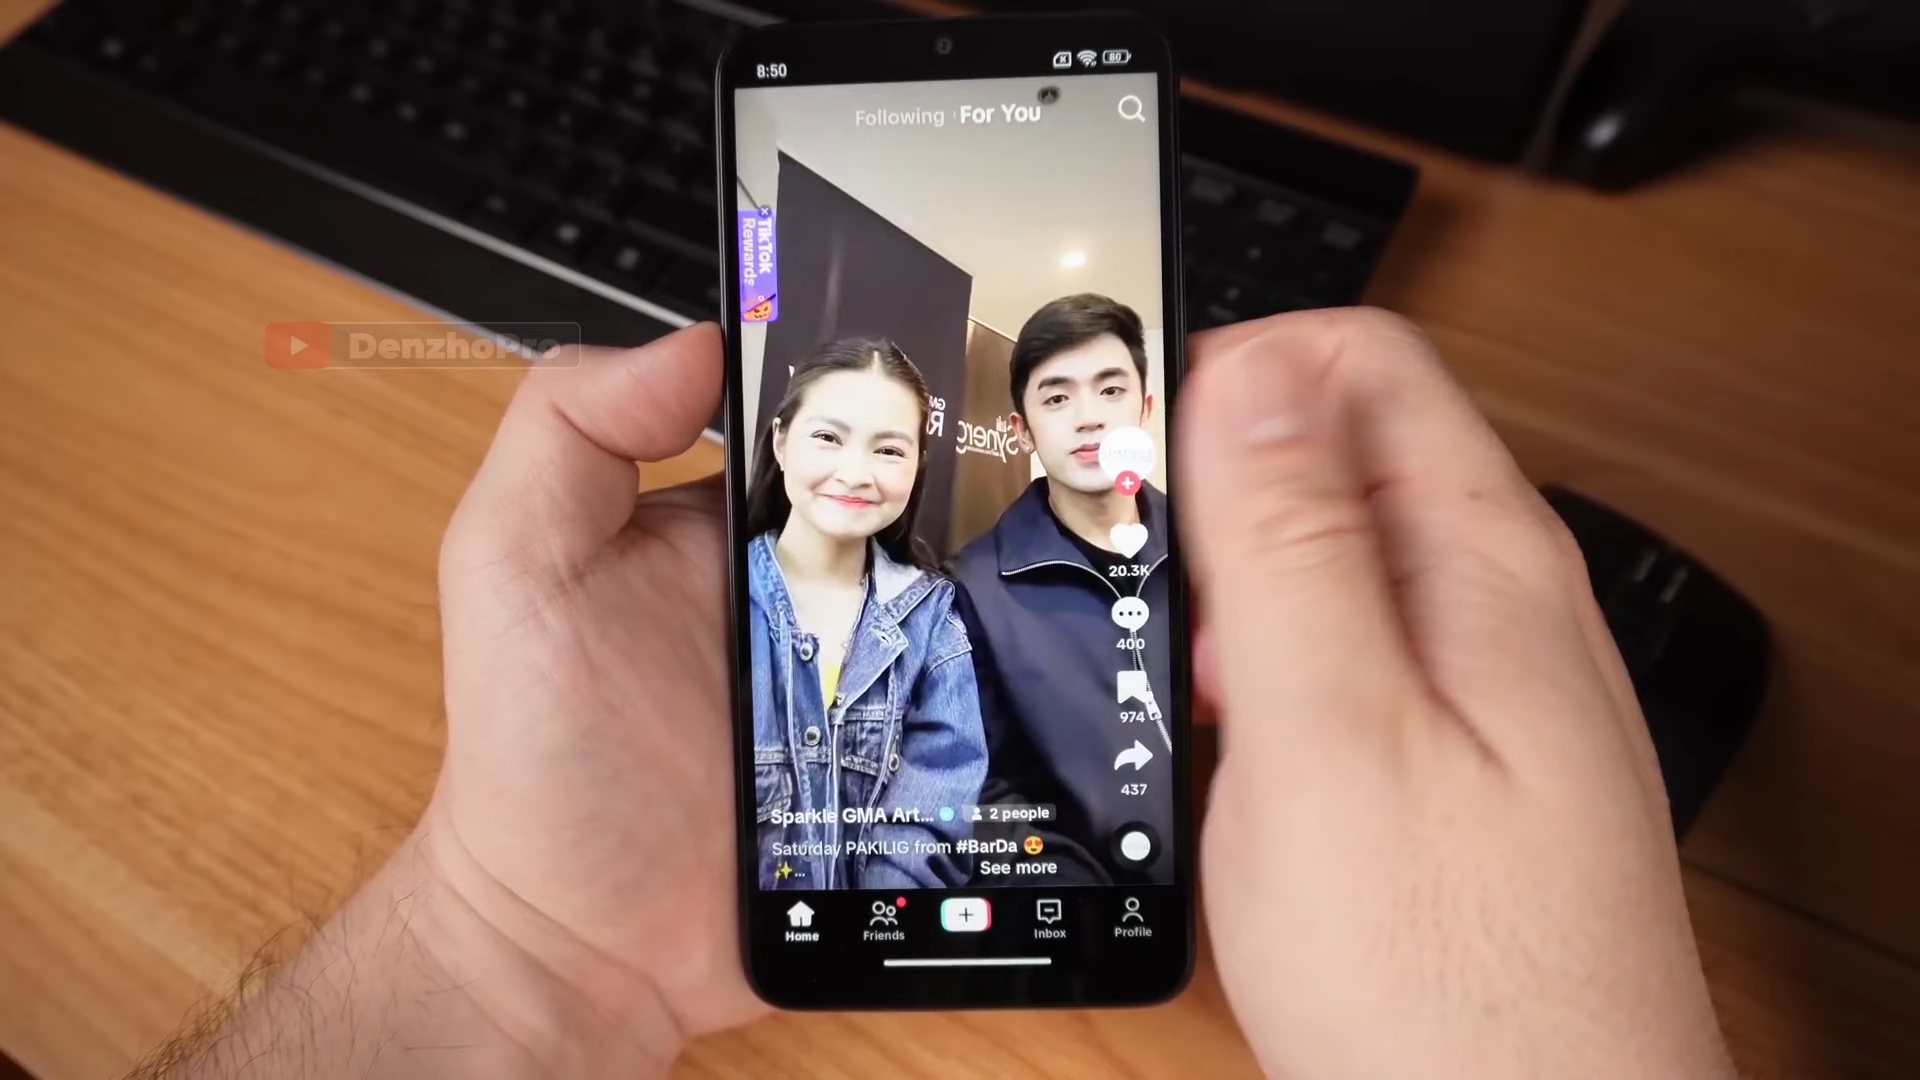 8:50
60
Following
For You
TikTok
Rewards
DenzhoPro
20.3K
400
974
437
Sparkle GMA Art...
2 people
Saturday PAKILIG from #BarDa 😍
✨...
See more
Home
Friends
Inbox
Profile